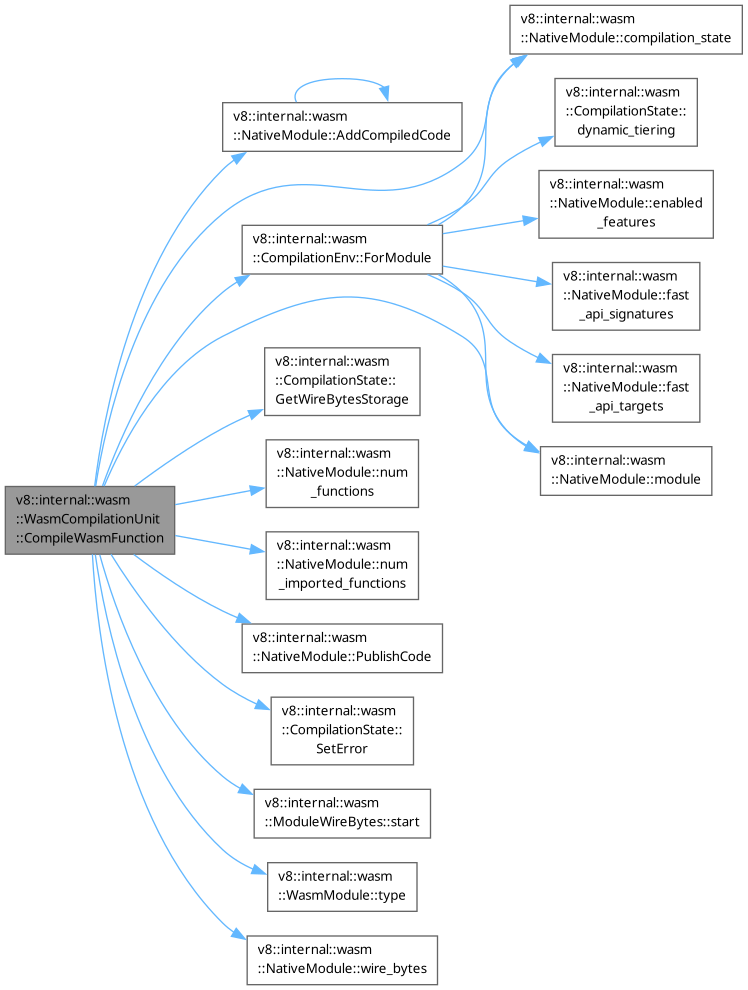 v8::internal::wasm
::NativeModule::compilation_state
v8::internal::wasm
::CompilationState::
dynamic_tiering
v8::internal::wasm
::NativeModule::AddCompiledCode
v8::internal::wasm
::NativeModule::enabled
_features
v8::internal::wasm
::CompilationEnv::ForModule
v8::internal::wasm
::NativeModule::fast
_api_signatures
v8::internal::wasm
::CompilationState::
GetWireBytesStorage
v8::internal::wasm
::NativeModule::fast
_api_targets
v8::internal::wasm
::NativeModule::num
_functions
v8::internal::wasm
::NativeModule::module
v8::internal::wasm
::WasmCompilationUnit
::CompileWasmFunction
v8::internal::wasm
::NativeModule::num
_imported_functions
v8::internal::wasm
::NativeModule::PublishCode
v8::internal::wasm
::CompilationState::
SetError
v8::internal::wasm
::ModuleWireBytes::start
v8::internal::wasm
::WasmModule::type
v8::internal::wasm
::NativeModule::wire_bytes